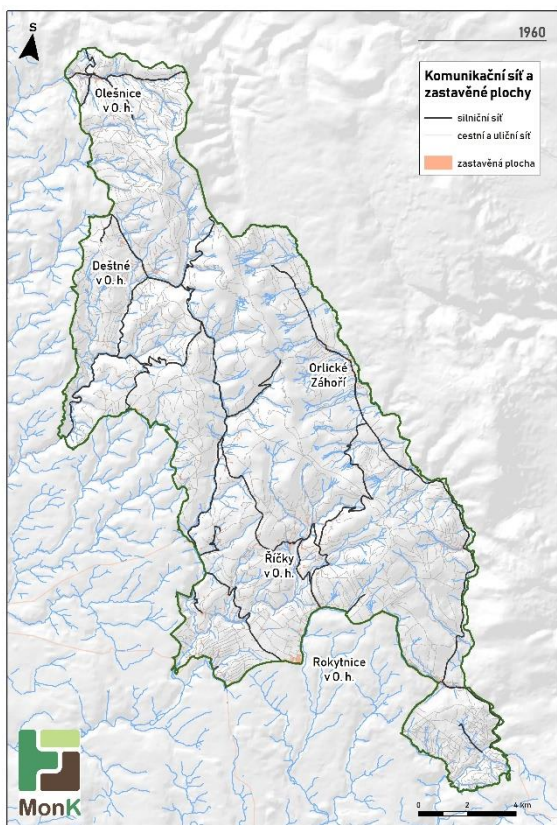 S
1960
Komunikační síť a
zastavěné plochy
silniční síť
cestní a uliční síť
zastavěná plocha
Olešnice
v O. h.
Deštné
v O. h.
Orlické
Záhoří
Říčky
v O. h.
Rokytnice
v O. h.
MonK
0 2 4 km